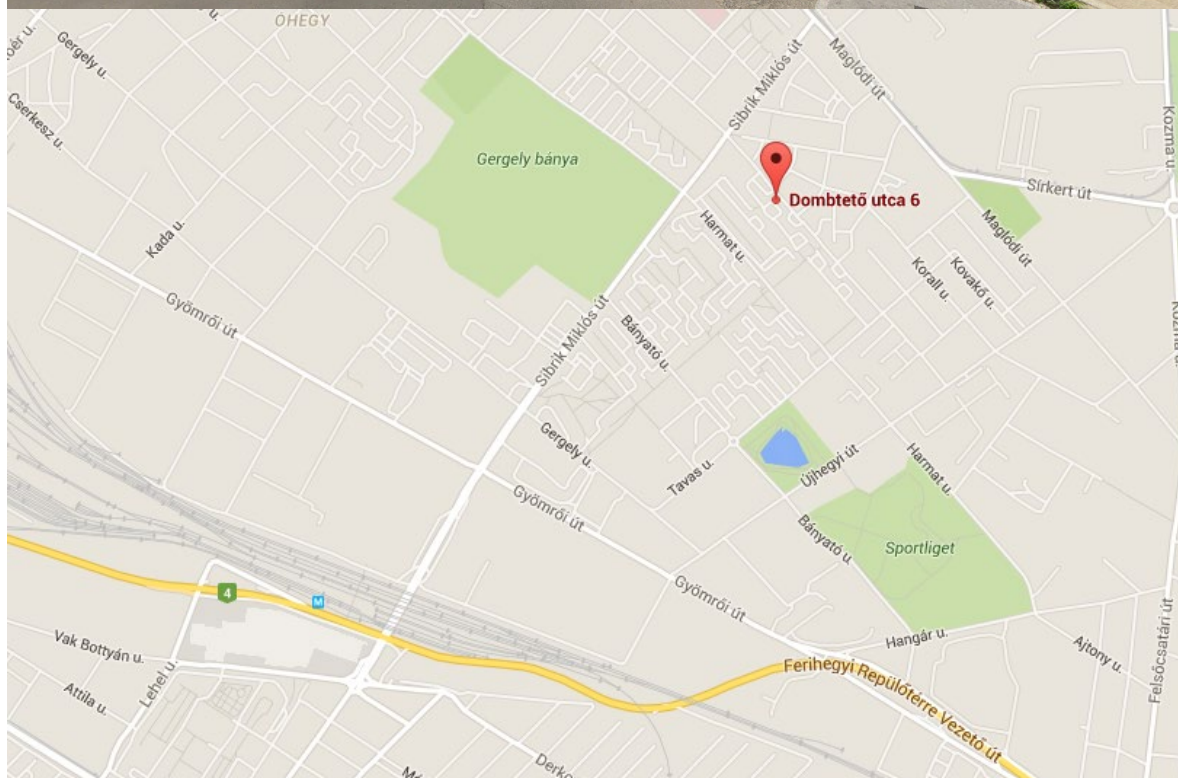 ÓHEGY
Gergely u.
Cserkesz u.
Maglódi út
Sibrik Miklós út
Kozma u.
Gergely bánya
Dombtető utca 6
Sírkert út
Maglódi út
Harmat u.
Kada u.
Korall u.
Kovakő u.
Gyömrői út
Bányató u.
Sibrik Miklós út
Gergely u.
Tavas u.
Újhegyi út
Harmat u.
Gyömrői út
Bányató u.
Sportliget
Gyömrői út
4
M
Hangár u.
Vak Bottyán u.
Lehel u.
Attila u.
Ajtony u.
Felsőcsatári út
Ferihegyi Repülőtérre Vezető út